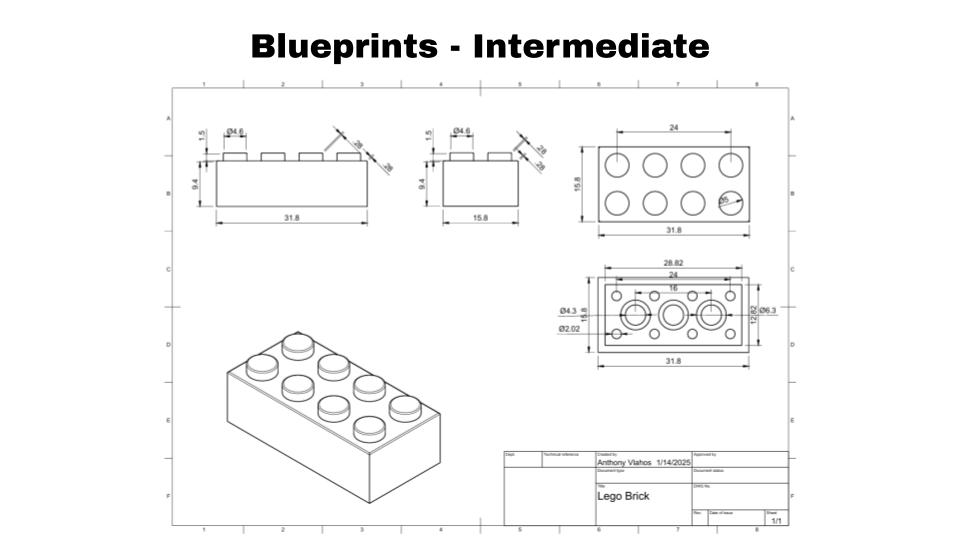 Blueprints - Intermediate
1 2 3 4 5 6 7 8
A A
1.5 Ø4.6 .28 .28
1.5 Ø4.6 .28 .28
24
9.4
9.4
15.8
Ø5
B B
31.8
15.8
31.8
C C
28.82
24
16
Ø4.3
15.8
12.82
Ø6.3
Ø2.02
D D
31.8
E E
Dept. Technical reference Created by Approved by
Anthony Vlahos 1/14/2025
Document type Document status
Title DWG No.
Lego Brick
F F
Rev. Date of issue Sheet
1/1
1 2 3 4 5 6 7 8